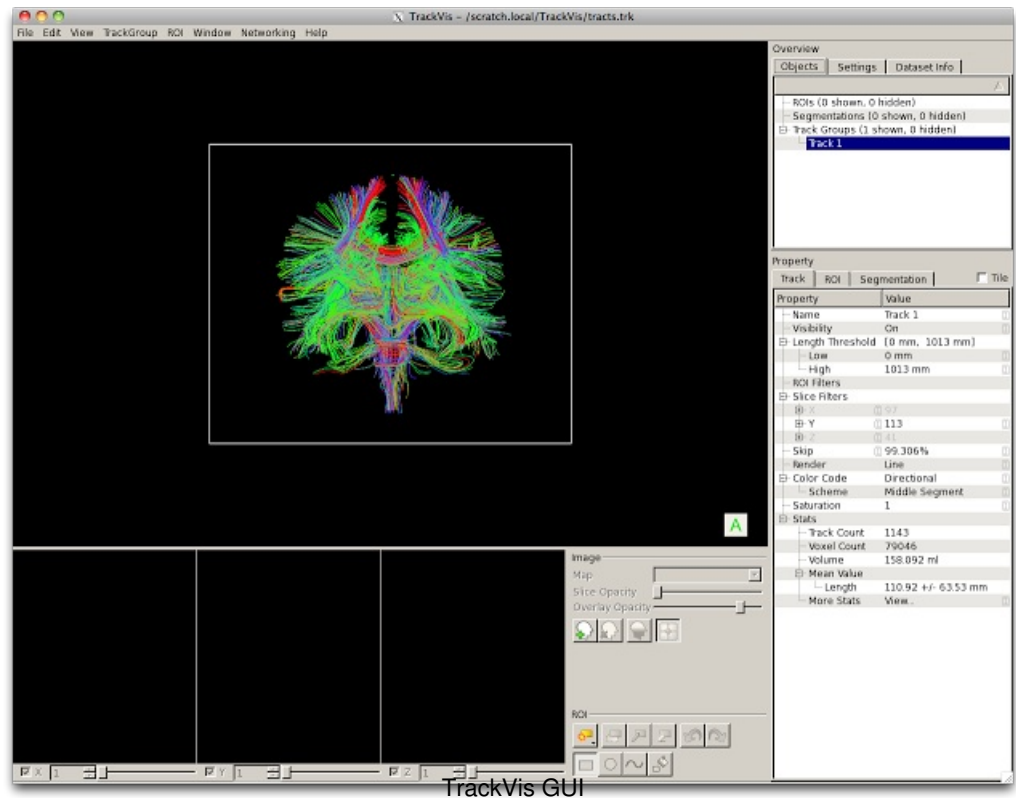 TrackVis – /scratch.local/TrackVis/tracts.trk
File Edit View TrackGroup ROI Window Networking Help
Overview
Objects Settings Dataset Info
ROIs (0 shown, 0 hidden)
Segmentations (0 shown, 0 hidden)
Track Groups (1 shown, 0 hidden)
Track 1
A
Property
Track ROI Segmentation Tile
Property Value
Name Track 1
Visibility On
Length Threshold [0 mm, 1013 mm]
Low 0 mm
High 1013 mm
ROI Filters
Slice Filters
X 97
Y 113
Z 41
Skip 99.306%
Render Line
Color Code Directional
Scheme Middle Segment
Saturation 1
Stats
Track Count 1143
Voxel Count 79046
Volume 158.092 ml
Mean Value
Length 110.92 +/- 63.53 mm
More Stats View..
Image
Map
Slice Opacity
Overlay Opacity
ROI
X 1 Y 1 Z 1
TrackVis GUI